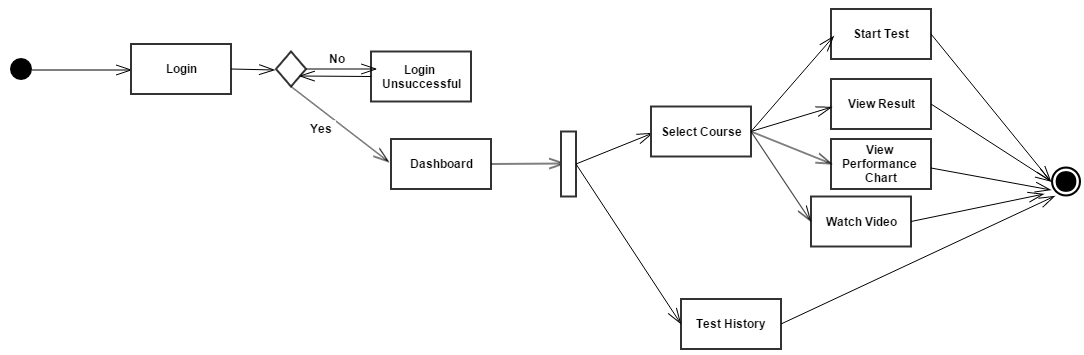 Login
No
Login
Unsuccessful
Yes
Dashboard
Select Course
Start Test
View Result
View
Performance
Chart
Watch Video
Test History